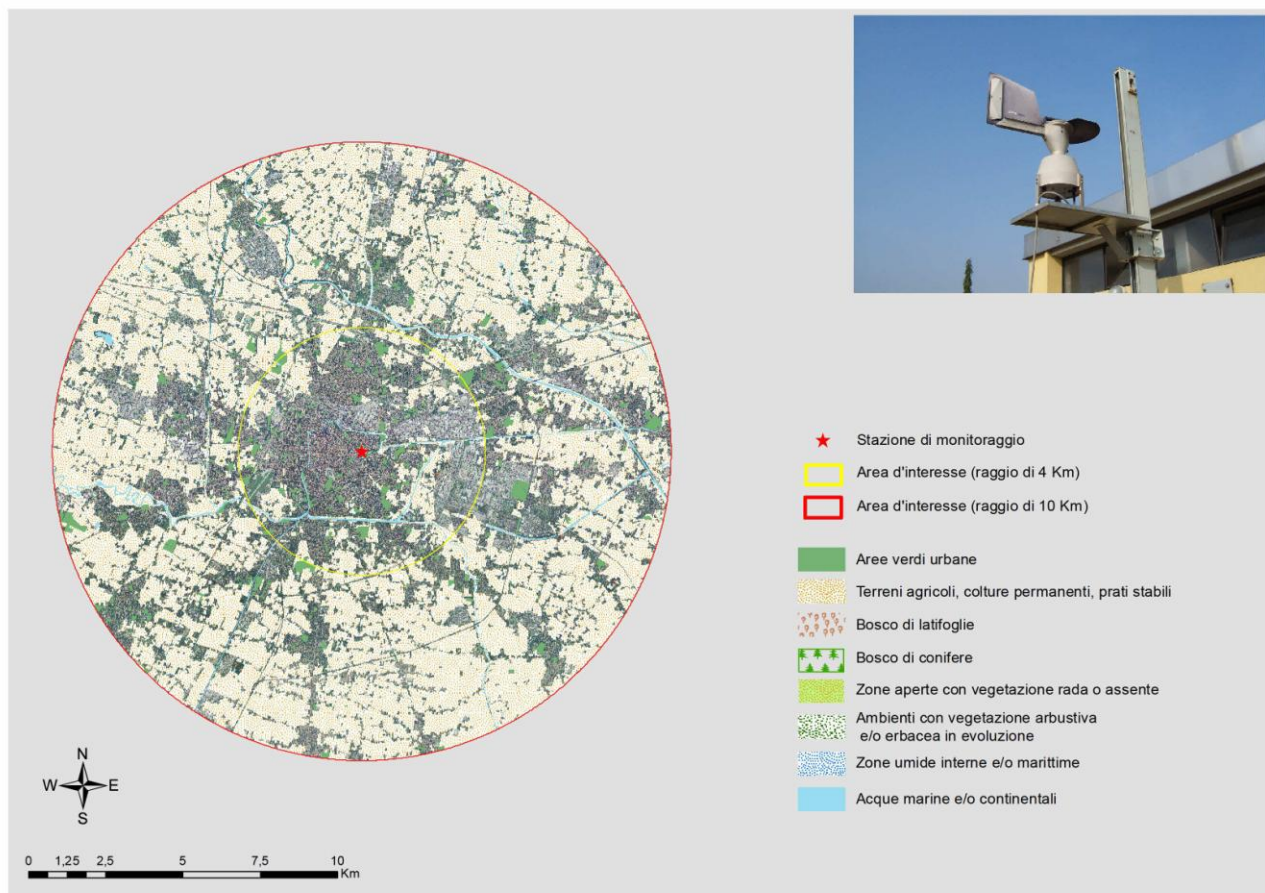 Stazione di monitoraggio
Area d'interesse (raggio di 4 Km)
Area d'interesse (raggio di 10 Km)
Aree verdi urbane
Terreni agricoli, colture permanenti, prati stabili
Bosco di latifoglie
Bosco di conifere
Zone aperte con vegetazione rada o assente
Ambienti con vegetazione arbustiva
e/o erbacea in evoluzione
Zone umide interne e/o marittime
Acque marine e/o continentali
N
W E
S
0 1,25 2,5 5 7,5 10
Km